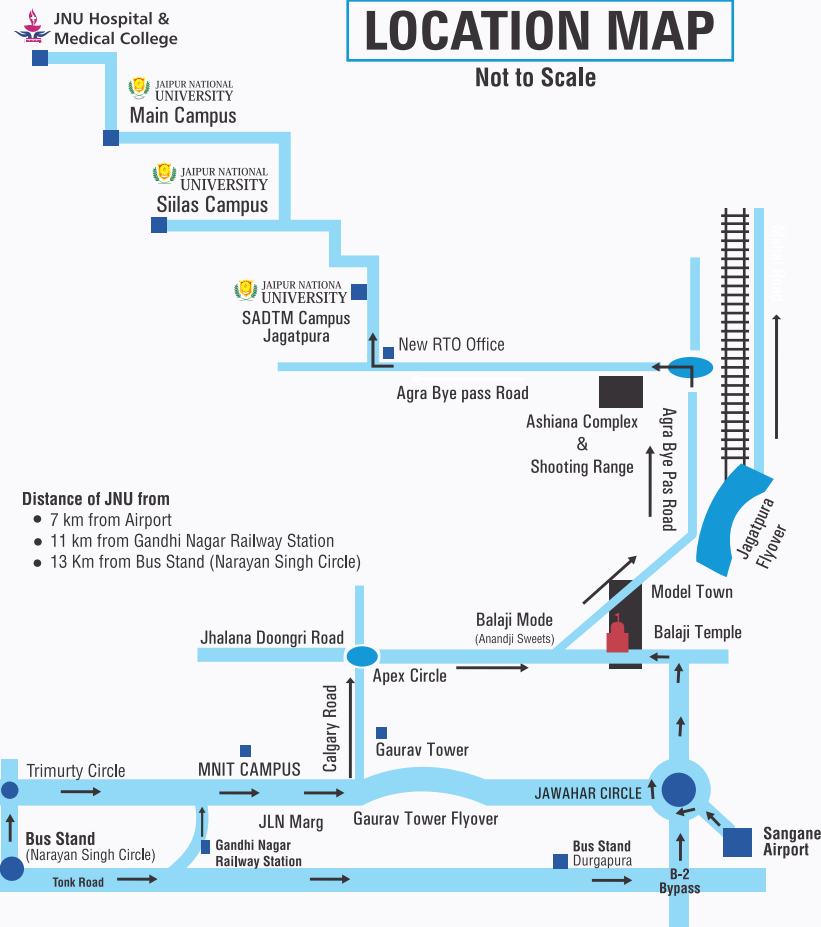 JNU Hospital &
Medical College
LOCATION MAP
Not to Scale
JAIPUR NATIONAL
UNIVERSITY
Main Campus
JAIPUR NATIONAL
UNIVERSITY
Siilas Campus
JAIPUR NATIONA
UNIVERSITY
SADTM Campus
Jagatpura
New RTO Office
Agra Bye pass Road
Ashiana Complex
&
Shooting Range
Agra Bye Pas Road
Jagatpura
Flyover
Distance of JNU from
• 7 km from Airport
• 11 km from Gandhi Nagar Railway Station
• 13 Km from Bus Stand (Narayan Singh Circle)
Model Town
Balaji Mode
(Anandji Sweets)
Balaji Temple
Jhalana Doongri Road
Apex Circle
Calgary Road
Gaurav Tower
Trimurty Circle
MNIT CAMPUS
JAWAHAR CIRCLE
JLN Marg
Gaurav Tower Flyover
Bus Stand
(Narayan Singh Circle)
Gandhi Nagar
Railway Station
Bus Stand
Durgapura
Sangane
Airport
Tonk Road
B-2
Bypass